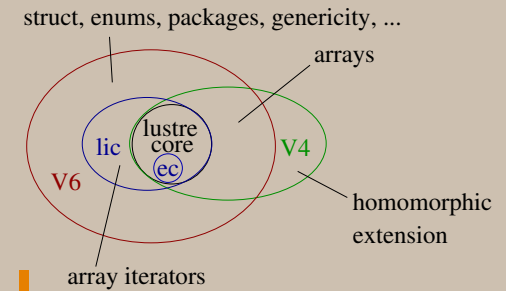 struct, enums, packages, genericity, ...
arrays
lustre
core
lic
V4
ec
V6
homomorphic
extension
array iterators